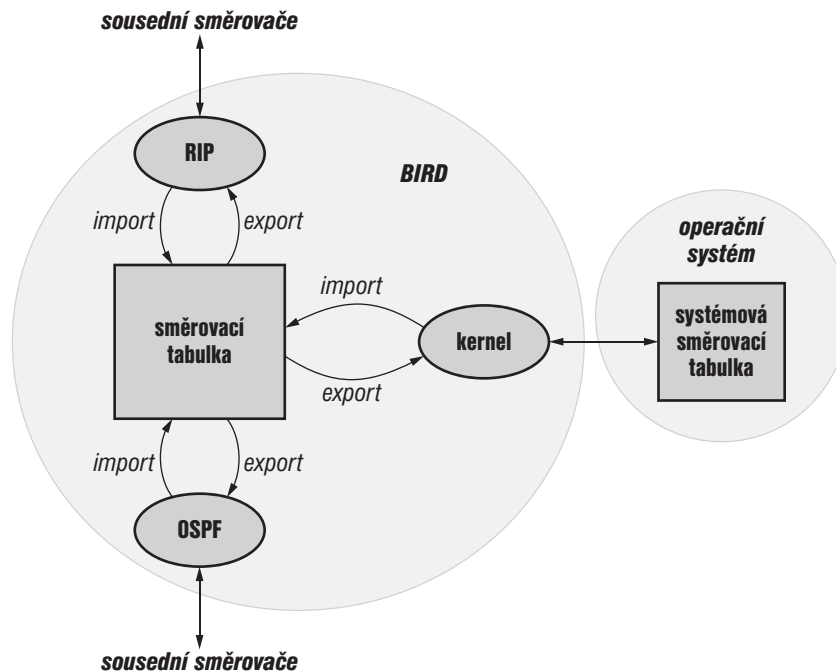 sousední směrovače
RIP
BIRD
import
export
operační
systém
import
směrovací
tabulka
kernel
systémová
směrovací
tabulka
export
import
export
OSPF
sousední směrovače